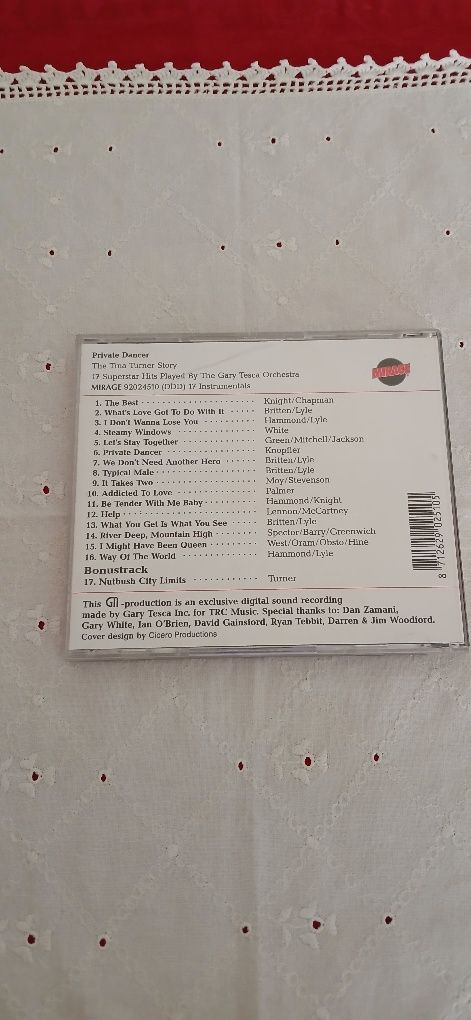 Private Dancer
The Tina Turner Story
17 Superstar Hits Played By The Gary Tesca Orchestra
MIRAGE 92024510 (DDD) 17 Instrumentals
MIRAGE
1. The Best Knight/Chapman
2. What's Love Got To Do With It Britten/Lyle
3. I Don't Wanna Lose You Hammond/Lyle
4. Steamy Windows White
5. Let's Stay Together Green/Mitchell/Jackson
6. Private Dancer Knopfler
7. We Don't Need Another Hero Britten/Lyle
8. Typical Male Britten/Lyle
9. It Takes Two Moy/Stevenson
10. Addicted To Love Palmer
11. Be Tender With Me Baby Hammond/Knight
12. Help Lennon/McCartney
13. What You Get Is What You See Britten/Lyle
14. River Deep, Mountain High Spector/Barry/Greenwich
15. I Might Have Been Queen West/Oram/Obsto/Hine
16. Way Of The World Hammond/Lyle
Bonustrack
17. Nutbush City Limits Turner
8 712629 025105
This GTI -production is an exclusive digital sound recording
made by Gary Tesca Inc. for TRC Music. Special thanks to: Dan Zamani,
Gary White, Ian O'Brien, David Gainsford, Ryan Tebbit, Darren & Jim Woodford.
Cover design by Cicero Productions